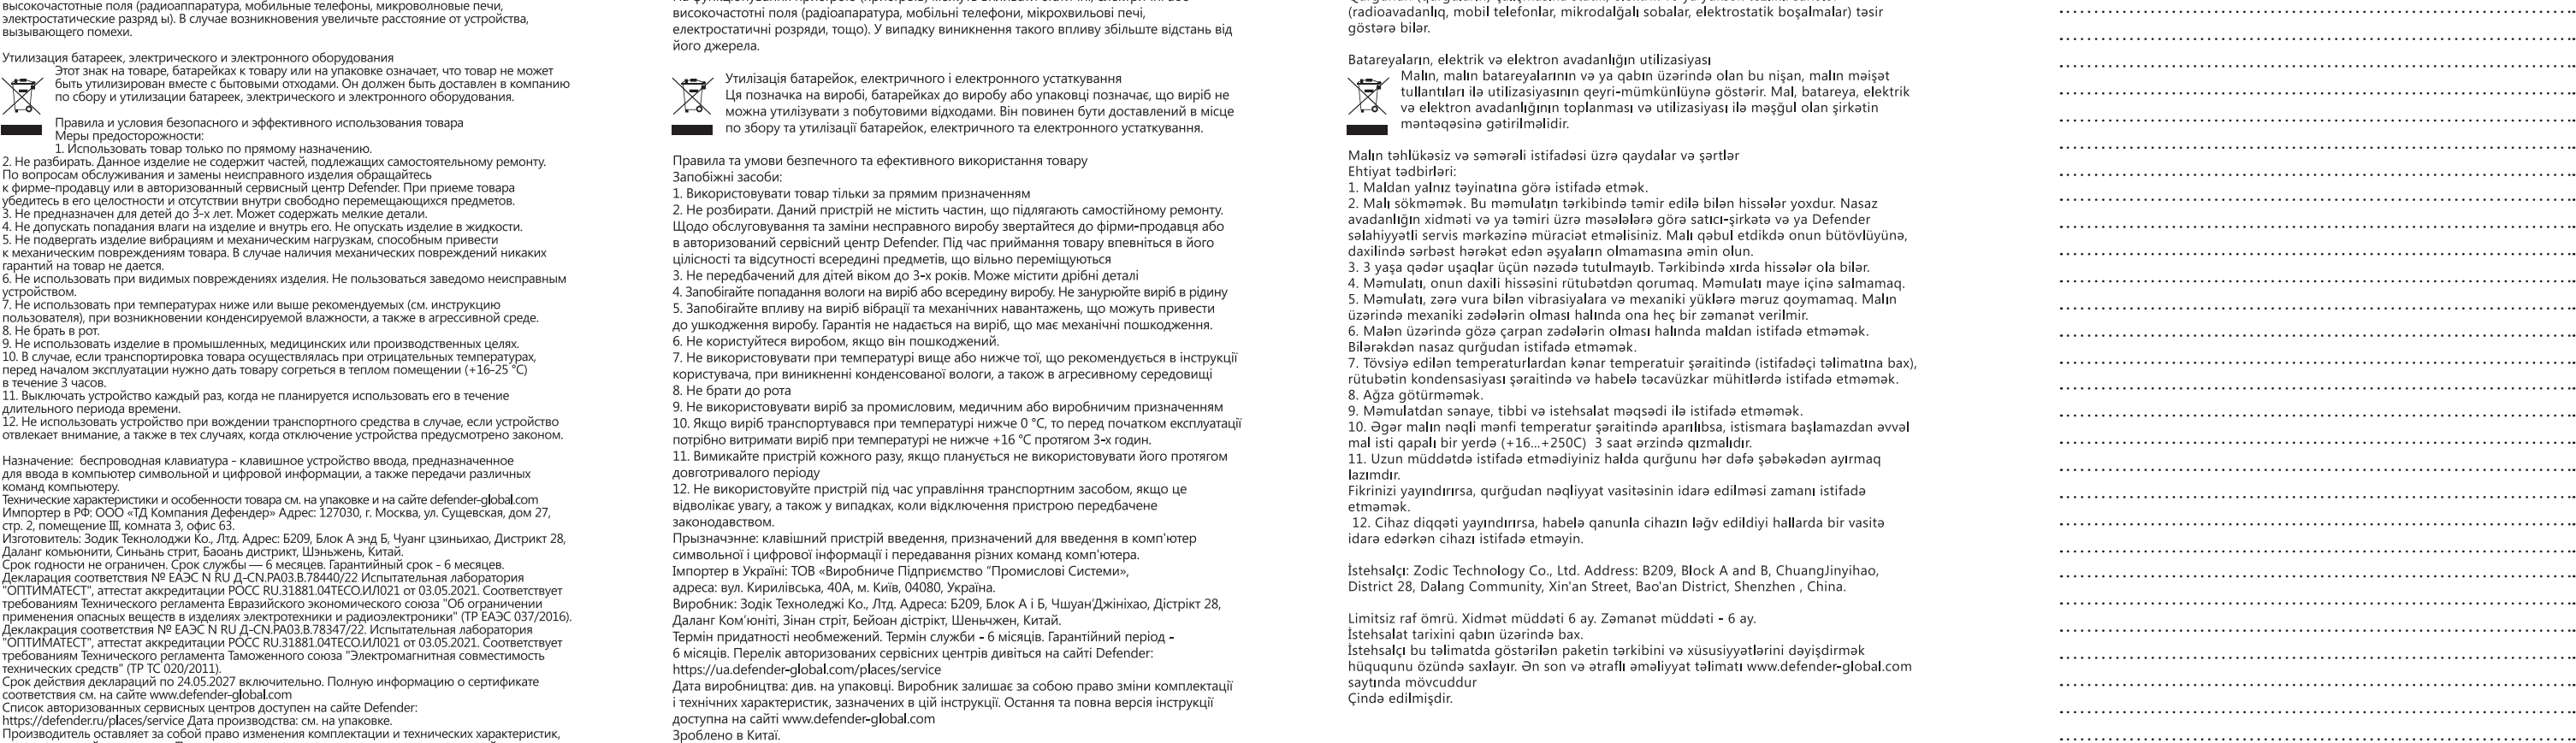 высокочастотные поля (радиоаппаратура, мобильные телефоны, микроволновые печи,
электростатические разряд ы). В случае возникновения увеличьте расстояние от устройства,
вызывающего помехи.
Утилизация батареек, электрического и электронного оборудования
Этот знак на товаре, батарейках к товару или на упаковке означает, что товар не может
быть утилизирован вместе с бытовыми отходами. Он должен быть доставлен в компанию
по сбору и утилизации батареек, электрического и электронного оборудования.
Правила и условия безопасного и эффективного использования товара
Меры предосторожности:
1. Использовать товар только по прямому назначению.
2. Не разбирать. Данное изделие не содержит частей, подлежащих самостоятельному ремонту.
По вопросам обслуживания и замены неисправного изделия обращайтесь
к фирме-продавцу или в авторизованный сервисный центр Defender. При приеме товара
убедитесь в его целостности и отсутствии внутри свободно перемещающихся предметов.
3. Не предназначен для детей до 3-х лет. Может содержать мелкие детали.
4. Не допускать попадания влаги на изделие и внутрь его. Не опускать изделие в жидкости.
5. Не подвергать изделие вибрациям и механическим нагрузкам, способным привести
к механическим повреждениям товара. В случае наличия механических повреждений никаких
гарантий на товар не дается.
6. Не использовать при видимых повреждениях изделия. Не пользоваться заведомо неисправным
устройством.
7. Не использовать при температурах ниже или выше рекомендуемых (см. инструкцию
пользователя), при возникновении конденсируемой влажности, а также в агрессивной среде.
8. Не брать в рот.
9. Не использовать изделие в промышленных, медицинских или производственных целях.
10. В случае, если транспортировка товара осуществлялась при отрицательных температурах,
перед началом эксплуатации нужно дать товару согреться в теплом помещении (+16-25 °C)
в течение 3 часов.
11. Выключать устройство каждый раз, когда не планируется использовать его в течение
длительного периода времени.
12. Не использовать устройство при вождении транспортного средства в случае, если устройство
отвлекает внимание, а также в тех случаях, когда отключение устройства предусмотрено законом.
Назначение: беспроводная клавиатура - клавишное устройство ввода, предназначенное
для ввода в компьютер символьной и цифровой информации, а также передачи различных
команд компьютеру.
Технические характеристики и особенности товара см. на упаковке и на сайте defender-global.com
Импортер в РФ: ООО «ТД Компания Дефендер» Адрес: 127030, г. Москва, ул. Сущевская, дом 27,
стр. 2, помещение III, комната 3, офис 63.
Изготовитель: Зодик Текнолоджи Ко., Лтд. Адрес: Б209, Блок А энд Б, Чуанг цзиньихао, Дистрикт 28,
Даланг комьюнити, Синьань стрит, Баоань дистрикт, Шэньжень, Китай.
Срок годности не ограничен. Срок службы — 6 месяцев. Гарантийный срок - 6 месяцев.
Декларация соответствия № ЕАЭС N RU Д-CN.РА03.В.78440/22 Испытательная лаборатория
"ОПТИМАТЕСТ", аттестат аккредитации РОСС RU.31881.04ТЕСО.ИЛ021 от 03.05.2021. Соответствует
требованиям Технического регламента Евразийского экономического союза "Об ограничении
применения опасных веществ в изделиях электротехники и радиоэлектроники" (ТР ЕАЭС 037/2016).
Деклакрация соответствия № ЕАЭС N RU Д-CN.РА03.В.78347/22. Испытательная лаборатория
"ОПТИМАТЕСТ", аттестат аккредитации РОСС RU.31881.04ТЕСО.ИЛ021 от 03.05.2021. Соответствует
требованиям Технического регламента Таможенного союза "Электромагнитная совместимость
технических средств" (ТР ТС 020/2011).
Срок действия деклараций по 24.05.2027 включительно. Полную информацию о сертификате
соответствия см. на сайте www.defender-global.com
Список авторизованных сервисных центров доступен на сайте Defender:
https://defender.ru/places/service Дата производства: см. на упаковке.
Производитель оставляет за собой право изменения комплектации и технических характеристик,
високочастотні поля (радіоапаратура, мобільні телефони, мікрохвильові печі,
електростатичні розряди, тощо). У випадку виникнення такого впливу збільште відстань від
його джерела.
Утилізація батарейок, електричного і електронного устаткування
Ця позначка на виробі, батарейках до виробу або упаковці позначає, що виріб не
можна утилізувати з побутовими відходами. Він повинен бути доставлений в місце
по збору та утилізації батарейок, електричного та електронного устаткування.
Правила та умови безпечного та ефективного використання товару
Запобіжні засоби:
1. Використовувати товар тільки за прямим призначенням
2. Не розбирати. Даний пристрій не містить частин, що підлягають самостійному ремонту.
Щодо обслуговування та заміни несправного виробу звертайтеся до фірми-продавця або
в авторизований сервісний центр Defender. Під час приймання товару впевніться в його
цілісності та відсутності всередині предметів, що вільно переміщуються
3. Не передбачений для дітей віком до 3-х років. Може містити дрібні деталі
4. Запобігайте попадання вологи на виріб або всередину виробу. Не занурюйте виріб в рідину
5. Запобігайте впливу на виріб вібрації та механічних навантажень, що можуть привести
до ушкодження виробу. Гарантія не надається на виріб, що має механічні пошкодження.
6. Не користуйтеся виробом, якщо він пошкоджений.
7. Не використовувати при температурі вище або нижче тої, що рекомендується в інструкції
користувача, при виникненні конденсованої вологи, а також в агресивному середовищі
8. Не брати до рота
9. Не використовувати виріб за промисловим, медичним або виробничим призначенням
10. Якщо виріб транспортувався при температурі нижче 0 °C, то перед початком експлуатації
потрібно витримати виріб при температурі не нижче +16 °C протягом 3-х годин.
11. Вимикайте пристрій кожного разу, якщо планується не використовувати його протягом
довготривалого періоду
12. Не використовуйте пристрій під час управління транспортним засобом, якщо це
відволікає увагу, а також у випадках, коли відключення пристрою передбачене
законодавством.
Прызначэнне: клавішний пристрій введення, призначений для введення в комп'ютер
символьної і цифрової інформації і передавання різних команд комп'ютера.
Імпортер в Україні: ТОВ «Виробниче Підприємство “Промислові Системи»,
адреса: вул. Кирилівська, 40А, м. Київ, 04080, Україна.
Виробник: Зодік Техноледжі Ко., Лтд. Адреса: Б209, Блок А і Б, Чшуан’Джініхао, Дістрікт 28,
Даланг Ком’юніті, Зінан стріт, Бейоан дістрікт, Шеньчжен, Китай.
Термін придатності необмежений. Термін служби - 6 місяців. Гарантійний період -
6 місяців. Перелік авторизованих сервісних центрів дивіться на сайті Defender:
https://ua.defender-global.com/places/service
Дата виробництва: див. на упаковці. Виробник залишає за собою право зміни комплектації
і технічних характеристик, зазначених в цій інструкції. Остання та повна версія інструкції
доступна на сайті www.defender-global.com
Зроблено в Китаї.
(radioavadanlıq, mobil telefonlar, mikrodalğalı sobalar, elektrostatik boşalmalar) təsir
göstərə bilər.
Batareyaların, elektrik və elektron avadanlığın utilizasiyası
Malın, malın batareyalarının və ya qabın üzərində olan bu nişan, malın məişət
tullantıları ilə utilizasiyasının qeyri-mümkünlüynə göstərir. Mal, batareya, elektrik
və elektron avadanlığının toplanması və utilizasiyası ilə məşğul olan şirkətin
məntəqəsinə gətirilməlidir.
Malın təhlükəsiz və səmərəli istifadəsi üzrə qaydalar və şərtlər
Ehtiyat tədbirləri:
1. Maldan yalnız təyinatına görə istifadə etmək.
2. Malı sökməmək. Bu məmulatın tərkibində təmir edilə bilən hissələr yoxdur. Nasaz
avadanlığın xidməti və ya təmiri üzrə məsələlərə görə satıcı-şirkətə və ya Defender
səlahiyyətli servis mərkəzinə müraciət etməlisiniz. Malı qəbul etdikdə onun bütövlüyünə,
daxilində sərbəst hərəkət edən əşyaların olmamasına əmin olun.
3. 3 yaşa qədər uşaqlar üçün nəzədə tutulmayıb. Tərkibində xırda hissələr ola bilər.
4. Məmulatı, onun daxili hissəsini rütubətdən qorumaq. Məmulatı maye içinə salmamaq.
5. Məmulatı, zərə vura bilən vibrasiyalara və mexaniki yüklərə məruz qoymamaq. Malın
üzərində mexaniki zədələrin olması halında ona heç bir zəmanət verilmir.
6. Malən üzərində gözə çarpan zədələrin olması halında maldan istifadə etməmək.
Bilərəkdən nasaz qurğudan istifadə etməmək.
7. Tövsiyə edilən temperaturlardan kənar temperatuir şəraitində (istifadəçi təlimatına bax),
rütubətin kondensasiyası şəraitində və habelə təcavüzkar mühitlərdə istifadə etməmək.
8. Ağza götürməmək.
9. Məmulatdan sənaye, tibbi və istehsalat məqsədi ilə istifadə etməmək.
10. Əgər malın nəqli mənfi temperatur şəraitində aparılıbsa, istismara başlamazdan əvvəl
mal isti qapalı bir yerdə (+16...+250C) 3 saat ərzində qızmalıdır.
11. Uzun müddətdə istifadə etmədiyiniz halda qurğunu hər dəfə şəbəkədən ayırmaq
lazımdır.
Fikrinizi yayındırırsa, qurğudan nəqliyyat vasitəsinin idarə edilməsi zamanı istifadə
etməmək.
12. Cihaz diqqəti yayındırırsa, habelə qanunla cihazın ləğv edildiyi hallarda bir vasitə
idarə edərkən cihazı istifadə etməyin.
İstehsalçı: Zodic Technology Co., Ltd. Address: B209, Block A and B, ChuangJinyihao,
District 28, Dalang Community, Xin'an Street, Bao'an District, Shenzhen , China.
Limitsiz raf ömrü. Xidmət müddəti 6 ay. Zəmanət müddəti - 6 ay.
İstehsalat tarixini qabın üzərində bax.
İstehsalçı bu təlimatda göstərilən paketin tərkibini və xüsusiyyətlərini dəyişdirmək
hüququnu özündə saxlayır. Ən son və ətraflı əməliyyat təlimatı www.defender-global.com
saytında mövcuddur
Çində edilmişdir.